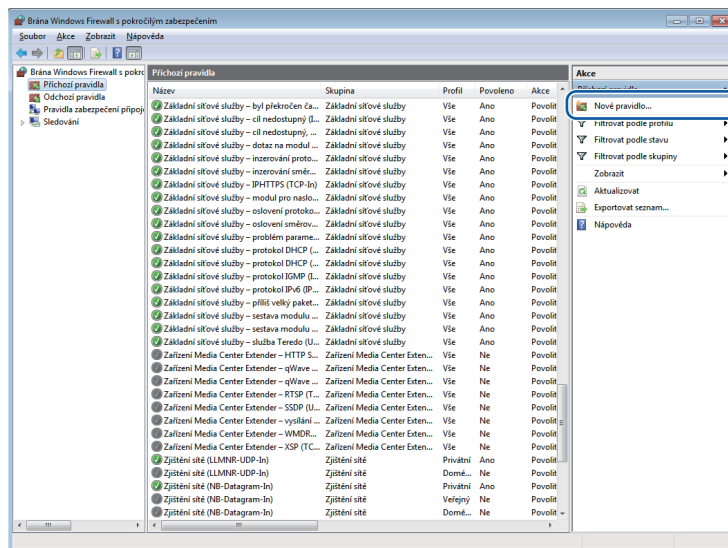 Brána Windows Firewall s pokročilým zabezpečením
Soubor Akce Zobrazit Nápověda
Brána Windows Firewall s pokro
Příchozí pravidla
Odchozí pravidla
Pravidla zabezpečení připoj
Sledování
Příchozí pravidla
Název Skupina Profil Povoleno Akce
Základní síťové služby – byl překročen ča... Základní síťové služby Vše Ano Povolit
Základní síťové služby – cíl nedostupný (I... Základní síťové služby Vše Ano Povolit
Základní síťové služby – cíl nedostupný, ... Základní síťové služby Vše Ano Povolit
Základní síťové služby – dotaz na modul ... Základní síťové služby Vše Ano Povolit
Základní síťové služby – inzerování proto... Základní síťové služby Vše Ano Povolit
Základní síťové služby – inzerování směr... Základní síťové služby Vše Ano Povolit
Základní síťové služby – IPHTTPS (TCP-In) Základní síťové služby Vše Ano Povolit
Základní síťové služby – modul pro naslo... Základní síťové služby Vše Ano Povolit
Základní síťové služby – oslovení protoko... Základní síťové služby Vše Ano Povolit
Základní síťové služby – oslovení směrov... Základní síťové služby Vše Ano Povolit
Základní síťové služby – problém parame... Základní síťové služby Vše Ano Povolit
Základní síťové služby – protokol DHCP (... Základní síťové služby Vše Ano Povolit
Základní síťové služby – protokol DHCP (... Základní síťové služby Vše Ano Povolit
Základní síťové služby – protokol IGMP (I... Základní síťové služby Vše Ano Povolit
Základní síťové služby – protokol IPv6 (IP... Základní síťové služby Vše Ano Povolit
Základní síťové služby – příliš velký paket... Základní síťové služby Vše Ano Povolit
Základní síťové služby – sestava modulu ... Základní síťové služby Vše Ano Povolit
Základní síťové služby – sestava modulu ... Základní síťové služby Vše Ano Povolit
Základní síťové služby – služba Teredo (U... Základní síťové služby Vše Ano Povolit
Zařízení Media Center Extender – HTTP S... Zařízení Media Center Exten... Vše Ne Povolit
Zařízení Media Center Extender – qWave ... Zařízení Media Center Exten... Vše Ne Povolit
Zařízení Media Center Extender – qWave ... Zařízení Media Center Exten... Vše Ne Povolit
Zařízení Media Center Extender – RTSP (T... Zařízení Media Center Exten... Vše Ne Povolit
Zařízení Media Center Extender – SSDP (U... Zařízení Media Center Exten... Vše Ne Povolit
Zařízení Media Center Extender – vysílání ... Zařízení Media Center Exten... Vše Ne Povolit
Zařízení Media Center Extender – WMDR... Zařízení Media Center Exten... Vše Ne Povolit
Zařízení Media Center Extender – XSP (TC... Zařízení Media Center Exten... Vše Ne Povolit
Zjištění sítě (LLMNR-UDP-In) Zjištění sítě Privátní Ano Povolit
Zjištění sítě (LLMNR-UDP-In) Zjištění sítě Domé... Ne Povolit
Zjištění sítě (NB-Datagram-In) Zjištění sítě Privátní Ano Povolit
Zjištění sítě (NB-Datagram-In) Zjištění sítě Veřejný Ne Povolit
Zjištění sítě (NB-Datagram-In) Zjištění sítě Domé... Ne Povolit
Akce
Příchozí pravidla
Nové pravidlo...
Filtrovat podle profilu
Filtrovat podle stavu
Filtrovat podle skupiny
Zobrazit
Aktualizovat
Exportovat seznam...
Nápověda